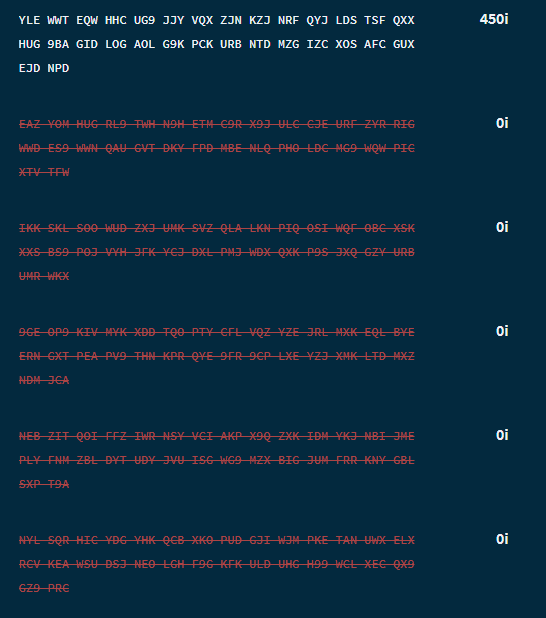 YLE WWT EQW HHC UG9 JJY VQX ZJN KZJ NRF QYJ LDS TSF QXX 450i
HUG 9BA GID LOG AOL G9K PCK URB NTD MZG IZC XOS AFC GUX
EJD NPD
EAZ YOM HUG RL9 TWH N9H ETM C9R X9J ULC CJE URF ZYR RIG 0i
WWD ES9 WWN QAU GVT DKY FPD MBE NLQ PHO LDC MG9 WQW PIC
XTV TFW
IKK SKL SOO WUD ZXJ UMK SVZ QLA LKN PIQ OSI WQF OBC XSK 0i
XXS BS9 POJ VYH JFK YCJ DXL PMJ WDX QXK P9S JXQ GZY URB
UMR WKX
9GE OP9 KIV MYK XDD TQO PTY CFL VQZ YZE JRL MXK EQL BYE 0i
ERN GXT PEA PV9 THN KPR QYE 9FR 9CP LXE YZJ XMK LTD MXZ
NDM JCA
NEB ZIT QOI FFZ IWR NSY VCI AKP X9Q ZXK IDM YKJ NBI JME 0i
PLY FNM ZBL DYT UDY JVU ISG WG9 MZX BIG JUM FRR KNY GBL
SXP T9A
NYL SQR HIC YDG YHK QCB XKO PUD GJI WJM PKE TAN UWX ELX 0i
RCV KEA WSU DSJ NEO LGH F9G KFK ULD UHG H99 WCL XEC QX9
GZ9 PRC